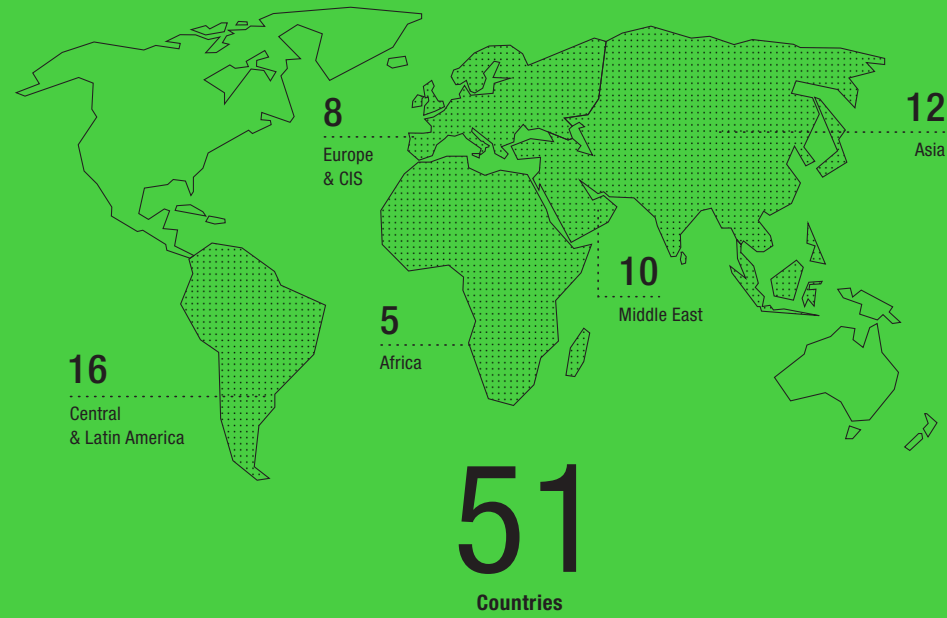 8
Europe
& CIS
12
Asia
10
Middle East
5
Africa
16
Central
& Latin America
51
Countries